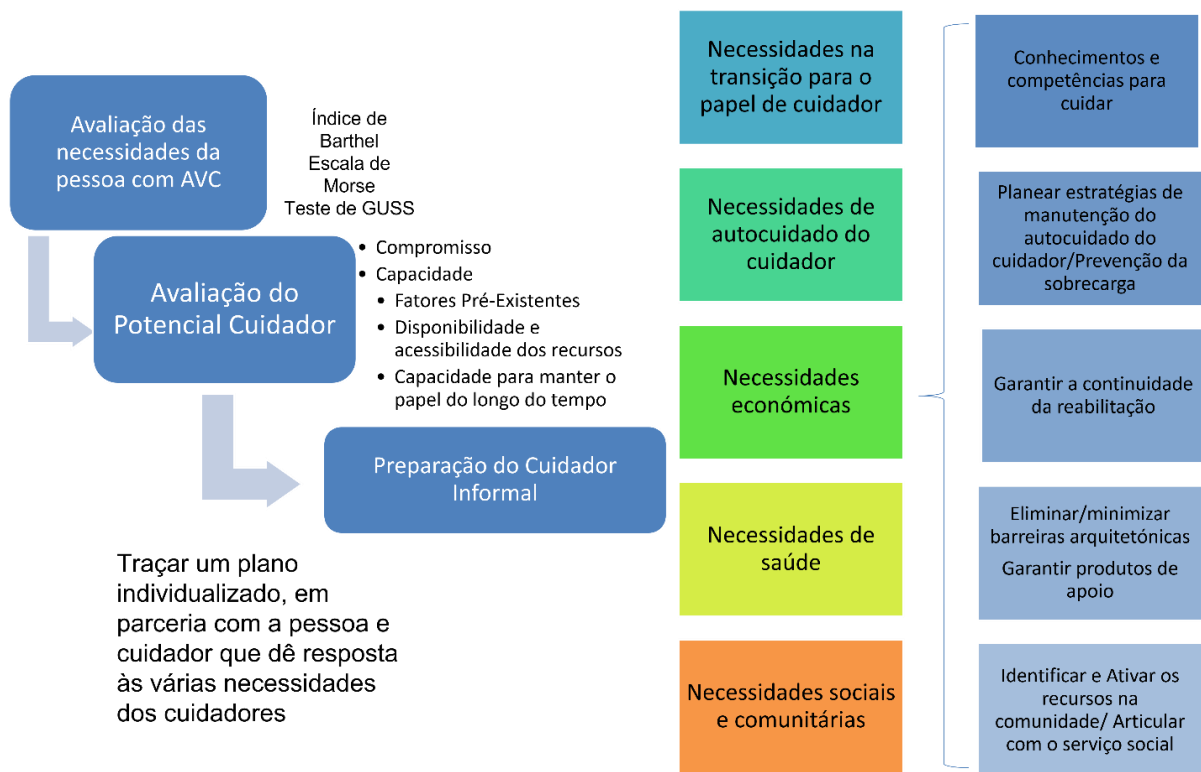 Avaliação das
necessidades da
pessoa com AVC
Índice de
Barthel
Escala de
Morse
Teste de GUSS
Avaliação do
Potencial Cuidador
• Compromisso
• Capacidade
• Fatores Pré-Existentes
• Disponibilidade e
acessibilidade dos recursos
• Capacidade para manter o
papel do longo do tempo
Preparação do Cuidador
Informal
Traçar um plano
individualizado, em
parceria com a pessoa e
cuidador que dê resposta
às várias necessidades
dos cuidadores
Necessidades na
transição para o
papel de cuidador
Necessidades de
autocuidado do
cuidador
Necessidades
económicas
Necessidades de
saúde
Necessidades sociais
e comunitárias
Conhecimentos e
competências para
cuidar
Planear estratégias de
manutenção do
autocuidado do
cuidador/Prevenção da
sobrecarga
Garantir a continuidade
da reabilitação
Eliminar/minimizar
barreiras arquitetónicas
Garantir produtos de
apoio
Identificar e Ativar os
recursos na
comunidade/ Articular
com o serviço social